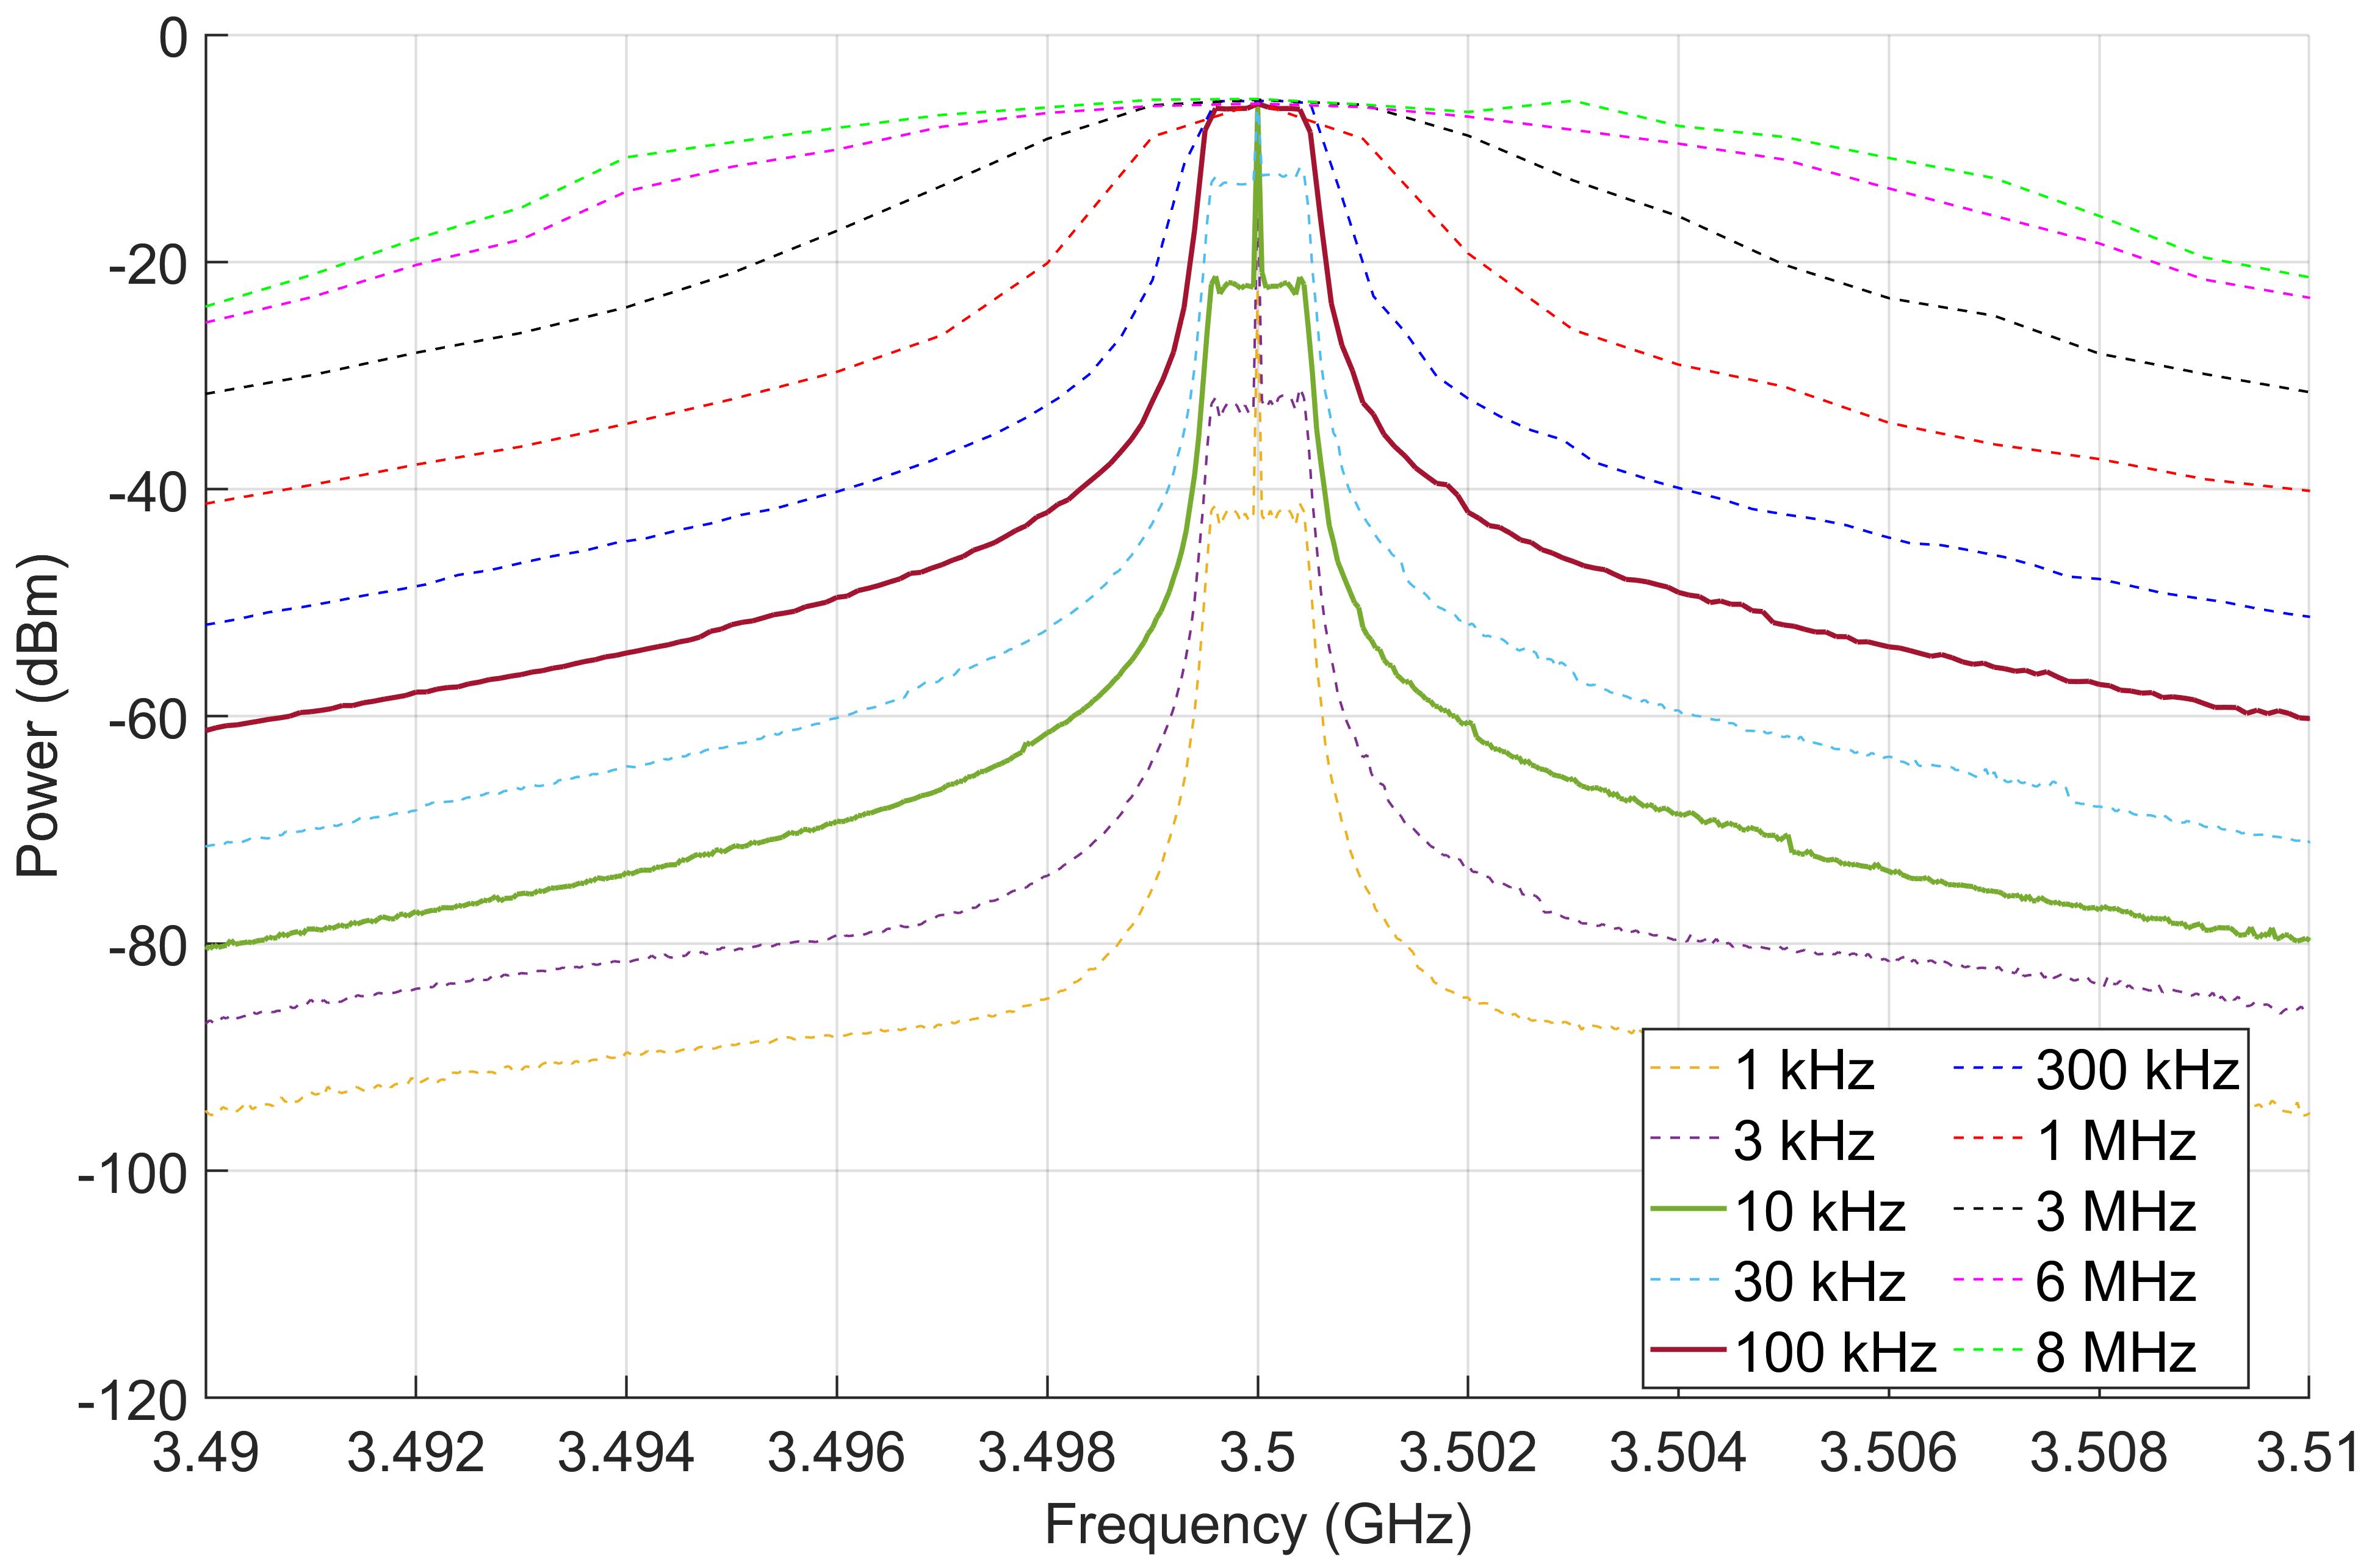 0
-20
-40
-60
-80
-100
-120
Power (dBm)
3.49 3.492 3.494 3.496 3.498 3.5 3.502 3.504 3.506 3.508 3.51
Frequency (GHz)
1 kHz 300 kHz
3 kHz 1 MHz
10 kHz 3 MHz
30 kHz 6 MHz
100 kHz 8 MHz